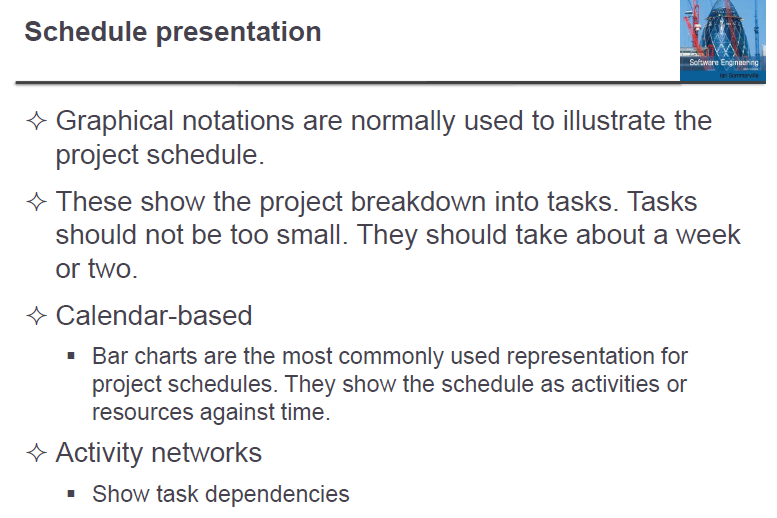 Schedule presentation
Software Engineering
Ian Sommerville
✧ Graphical notations are normally used to illustrate the
project schedule.
✧ These show the project breakdown into tasks. Tasks
should not be too small. They should take about a week
or two.
✧ Calendar-based
▪ Bar charts are the most commonly used representation for
project schedules. They show the schedule as activities or
resources against time.
✧ Activity networks
▪ Show task dependencies